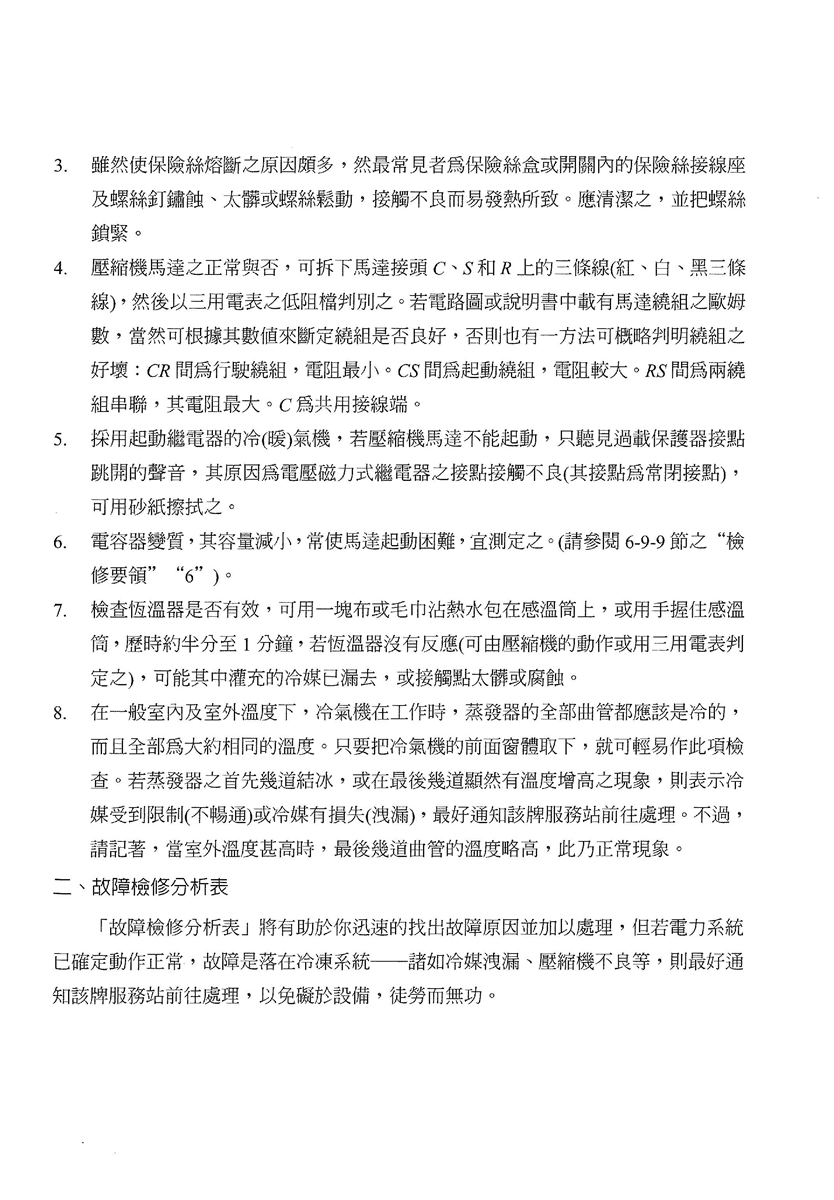 3. 雖然使保險絲熔斷之原因頗多，然最常見者為保險絲盒或開關內的保險絲接線座
及螺絲釘鏽蝕、太髒或螺絲鬆動，接觸不良而易發熱所致。應清潔之，並把螺絲
鎖緊。
4. 壓縮機馬達之正常與否，可拆下馬達接頭 C、S 和 R 上的三條線(紅、白、黑三條
線)，然後以三用電表之低阻檔判別之。若電路圖或說明書中載有馬達繞組之歐姆
數，當然可根據其數值來斷定繞組是否良好，否則也有一方法可概略判明繞組之
好壞：CR 間為行駛繞組，電阻最小。CS 間為起動繞組，電阻較大。RS 間為兩繞
組串聯，其電阻最大。C 為共用接線端。
5. 採用起動繼電器的冷(暖)氣機，若壓縮機馬達不能起動，只聽見過載保護器接點
跳開的聲音，其原因為電壓磁力式繼電器之接點接觸不良(其接點為常閉接點)，
可用砂紙擦拭之。
6. 電容器變質，其容量減小，常使馬達起動困難，宜測定之。(請參閱 6-9-9 節之“檢
修要領”“6”)。
7. 檢查恆溫器是否有效，可用一塊布或毛巾沾熱水包在感溫筒上，或用手握住感溫
筒，歷時約半分至 1 分鐘，若恆溫器沒有反應(可由壓縮機的動作或用三用電表判
定之)，可能其中灌充的冷媒已漏去，或接觸點太髒或腐蝕。
8. 在一般室內及室外溫度下，冷氣機在工作時，蒸發器的全部曲管都應該是冷的，
而且全部為大約相同的溫度。只要把冷氣機的前面窗體取下，就可輕易作此項檢
查。若蒸發器之首先幾道結冰，或在最後幾道顯然有溫度增高之現象，則表示冷
媒受到限制(不暢通)或冷媒有損失(洩漏)，最好通知該牌服務站前往處理。不過，
請記著，當室外溫度甚高時，最後幾道曲管的溫度略高，此乃正常現象。
二、故障檢修分析表
「故障檢修分析表」將有助於你迅速的找出故障原因並加以處理，但若電力系統
已確定動作正常，故障是落在冷凍系統——諸如冷媒洩漏、壓縮機不良等，則最好通
知該牌服務站前往處理，以免礙於設備，徒勞而無功。